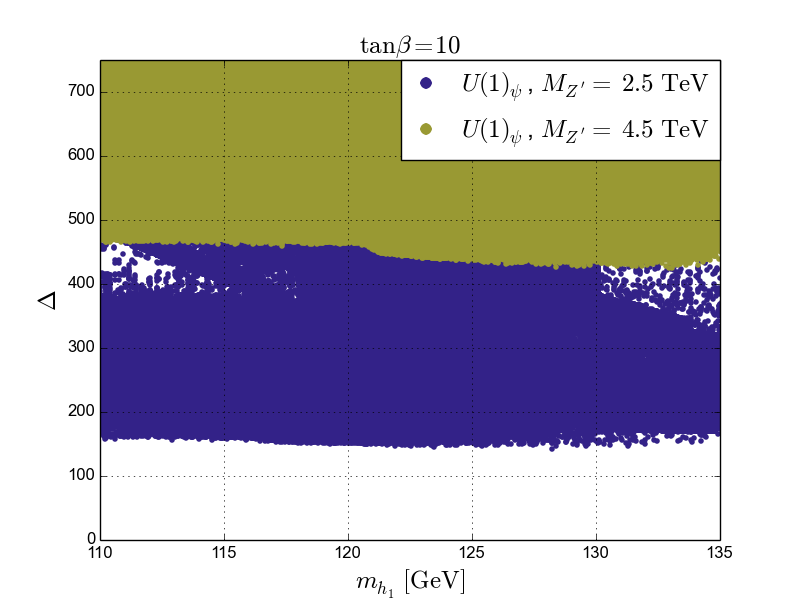 tanβ=10
U(1)ψ , MZ′ = 2.5 TeV
U(1)ψ , MZ′ = 4.5 TeV
700
600
500
400
300
200
100
0
Δ
110 115 120 125 130 135
mh1 [GeV]